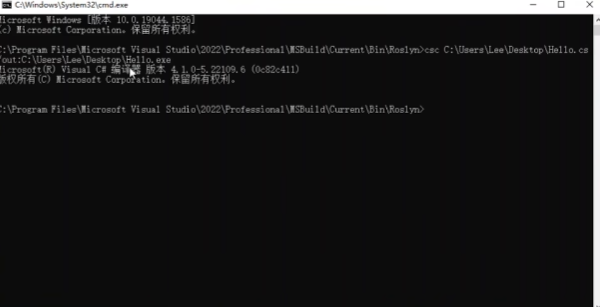 C:\Windows\System32\cmd.exe
Microsoft Windows [版本 10.0.19044.1586]
(c) Microsoft Corporation。保留所有权利。
C:\Program Files\Microsoft Visual Studio\2022\Professional\MSBuild\Current\Bin\Roslyn>csc C:\Users\Lee\Desktop\Hello.cs
/out:C:\Users\Lee\Desktop\Hello.exe
Microsoft(R) Visual C# 编译器 版本 4.1.0-5.22109.6 (0c82c411)
版权所有(C) Microsoft Corporation。保留所有权利。
C:\Program Files\Microsoft Visual Studio\2022\Professional\MSBuild\Current\Bin\Roslyn>